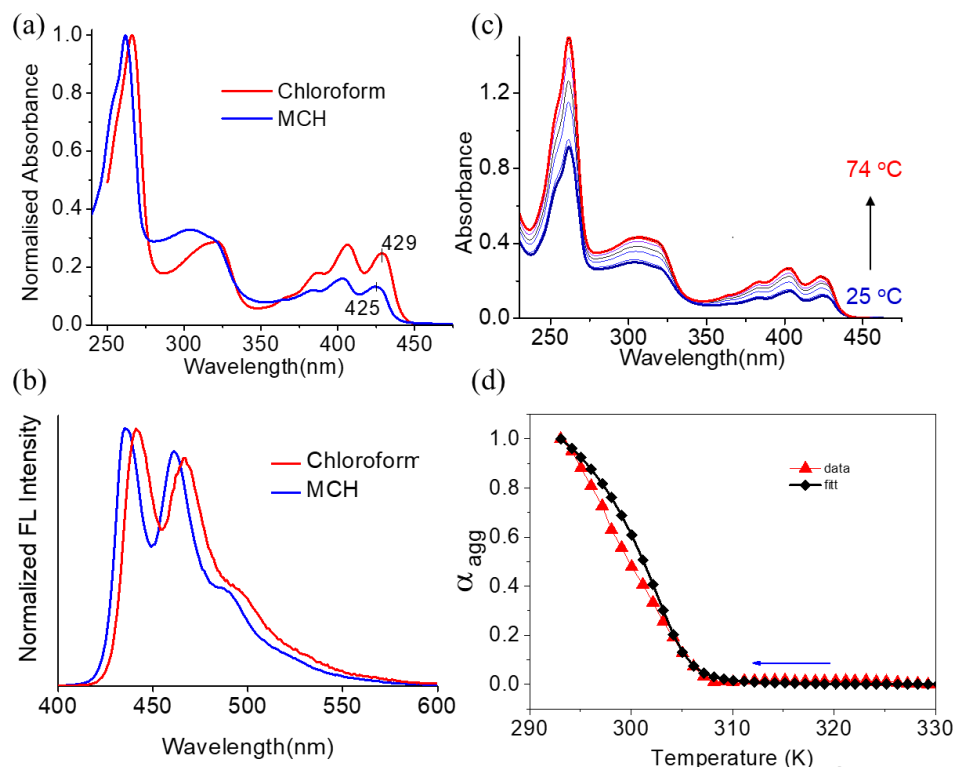 (a)
Normalised Absorbance
1.0
0.8
0.6
0.4
0.2
0.0
Chloroform
MCH
429
425
250 300 350 400 450
Wavelength(nm)
(c)
Absorbance
1.2
0.8
0.4
0.0
74 °C
25 °C
250 300 350 400 450
Wavelength(nm)
(b)
Normalized FL Intensity
Chloroform
MCH
400 450 500 550 600
Wavelength(nm)
(d)
α agg
1.0
0.8
0.6
0.4
0.2
0.0
data
fitt
290 300 310 320 330
Temperature (K)